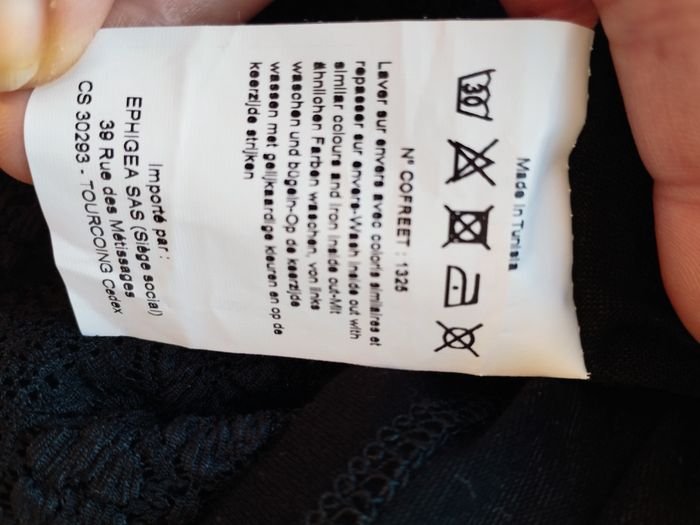 Made in Tunisia
30
N° COFREET : 1325
Laver sur envers avec coloris similaires et
repasser sur envers-Wash inside out with
similar colours and iron inside out-Mit
ähnlichen Farben waschen, von links
waschen und bügeln-Op de keerzijde
wassen met gelijkaardige kleuren en op de
keerzijde strijken
Importé par :
EPHIGEA SAS (Siège social)
39 Rue des Métissages
CS 30293 - TOURCOING Cedex